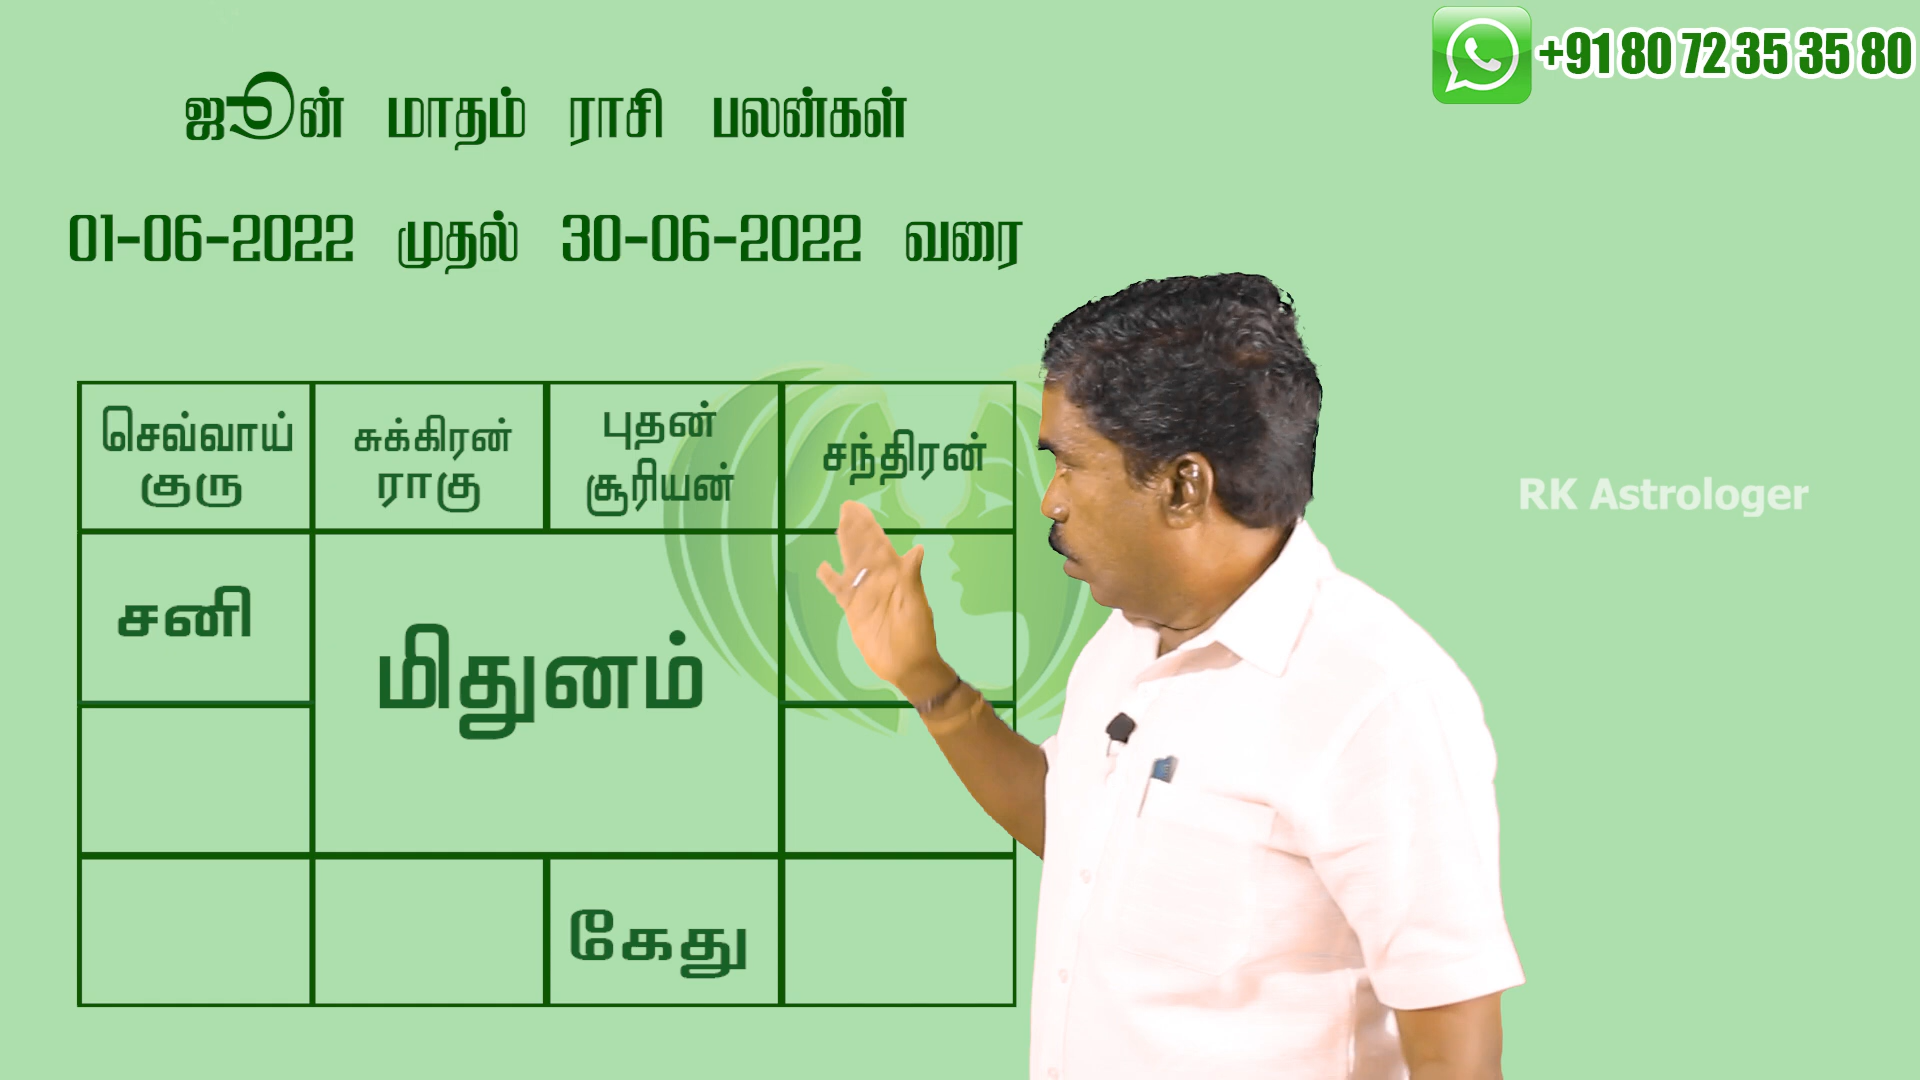 +91 80 72 35 35 80
ஜூன் மாதம் ராசி பலன்கள்
01-06-2022 முதல் 30-06-2022 வரை
செவ்வாய்
குரு
சுக்கிரன்
ராகு
புதன்
சூரியன்
சந்திரன்
RK Astrologer
சனி
மிதுனம்
கேது